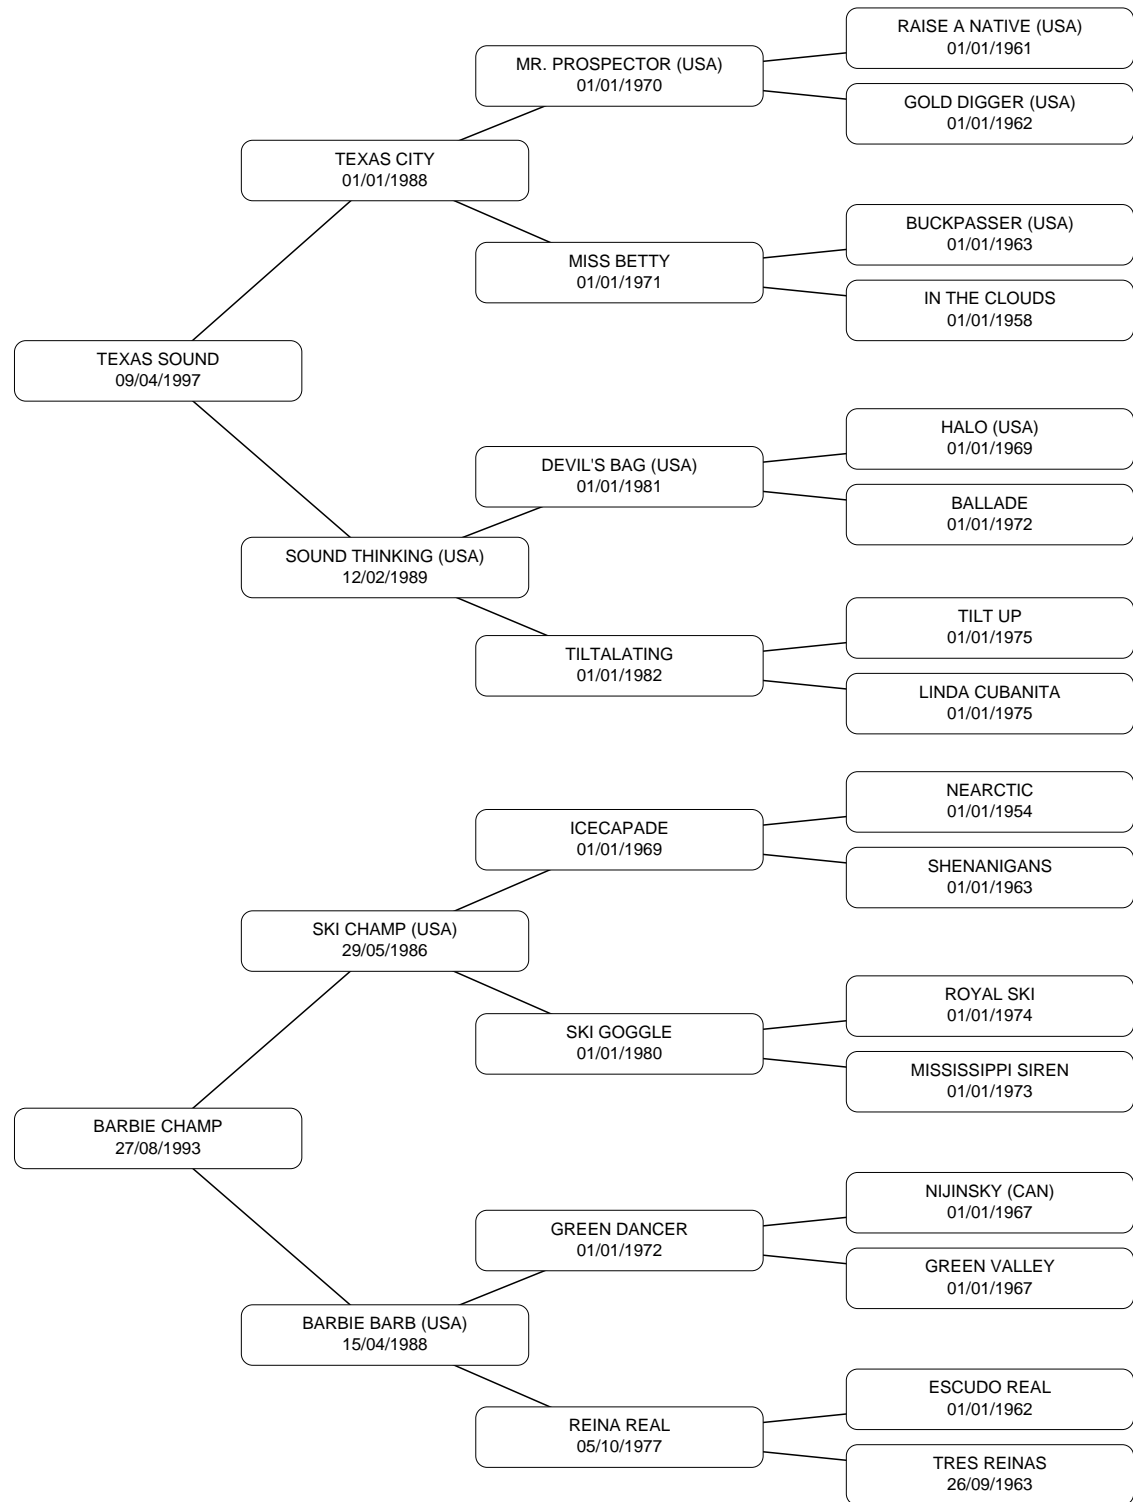 RAISE A NATIVE (USA)
01/01/1961
MR. PROSPECTOR (USA)
01/01/1970
GOLD DIGGER (USA)
01/01/1962
TEXAS CITY
01/01/1988
BUCKPASSER (USA)
01/01/1963
MISS BETTY
01/01/1971
IN THE CLOUDS
01/01/1958
TEXAS SOUND
09/04/1997
HALO (USA)
01/01/1969
DEVIL'S BAG (USA)
01/01/1981
BALLADE
01/01/1972
SOUND THINKING (USA)
12/02/1989
TILT UP
01/01/1975
TILTALATING
01/01/1982
LINDA CUBANITA
01/01/1975
NEARCTIC
01/01/1954
ICECAPADE
01/01/1969
SHENANIGANS
01/01/1963
SKI CHAMP (USA)
29/05/1986
ROYAL SKI
01/01/1974
SKI GOGGLE
01/01/1980
MISSISSIPPI SIREN
01/01/1973
BARBIE CHAMP
27/08/1993
NIJINSKY (CAN)
01/01/1967
GREEN DANCER
01/01/1972
GREEN VALLEY
01/01/1967
BARBIE BARB (USA)
15/04/1988
ESCUDO REAL
01/01/1962
REINA REAL
05/10/1977
TRES REINAS
26/09/1963